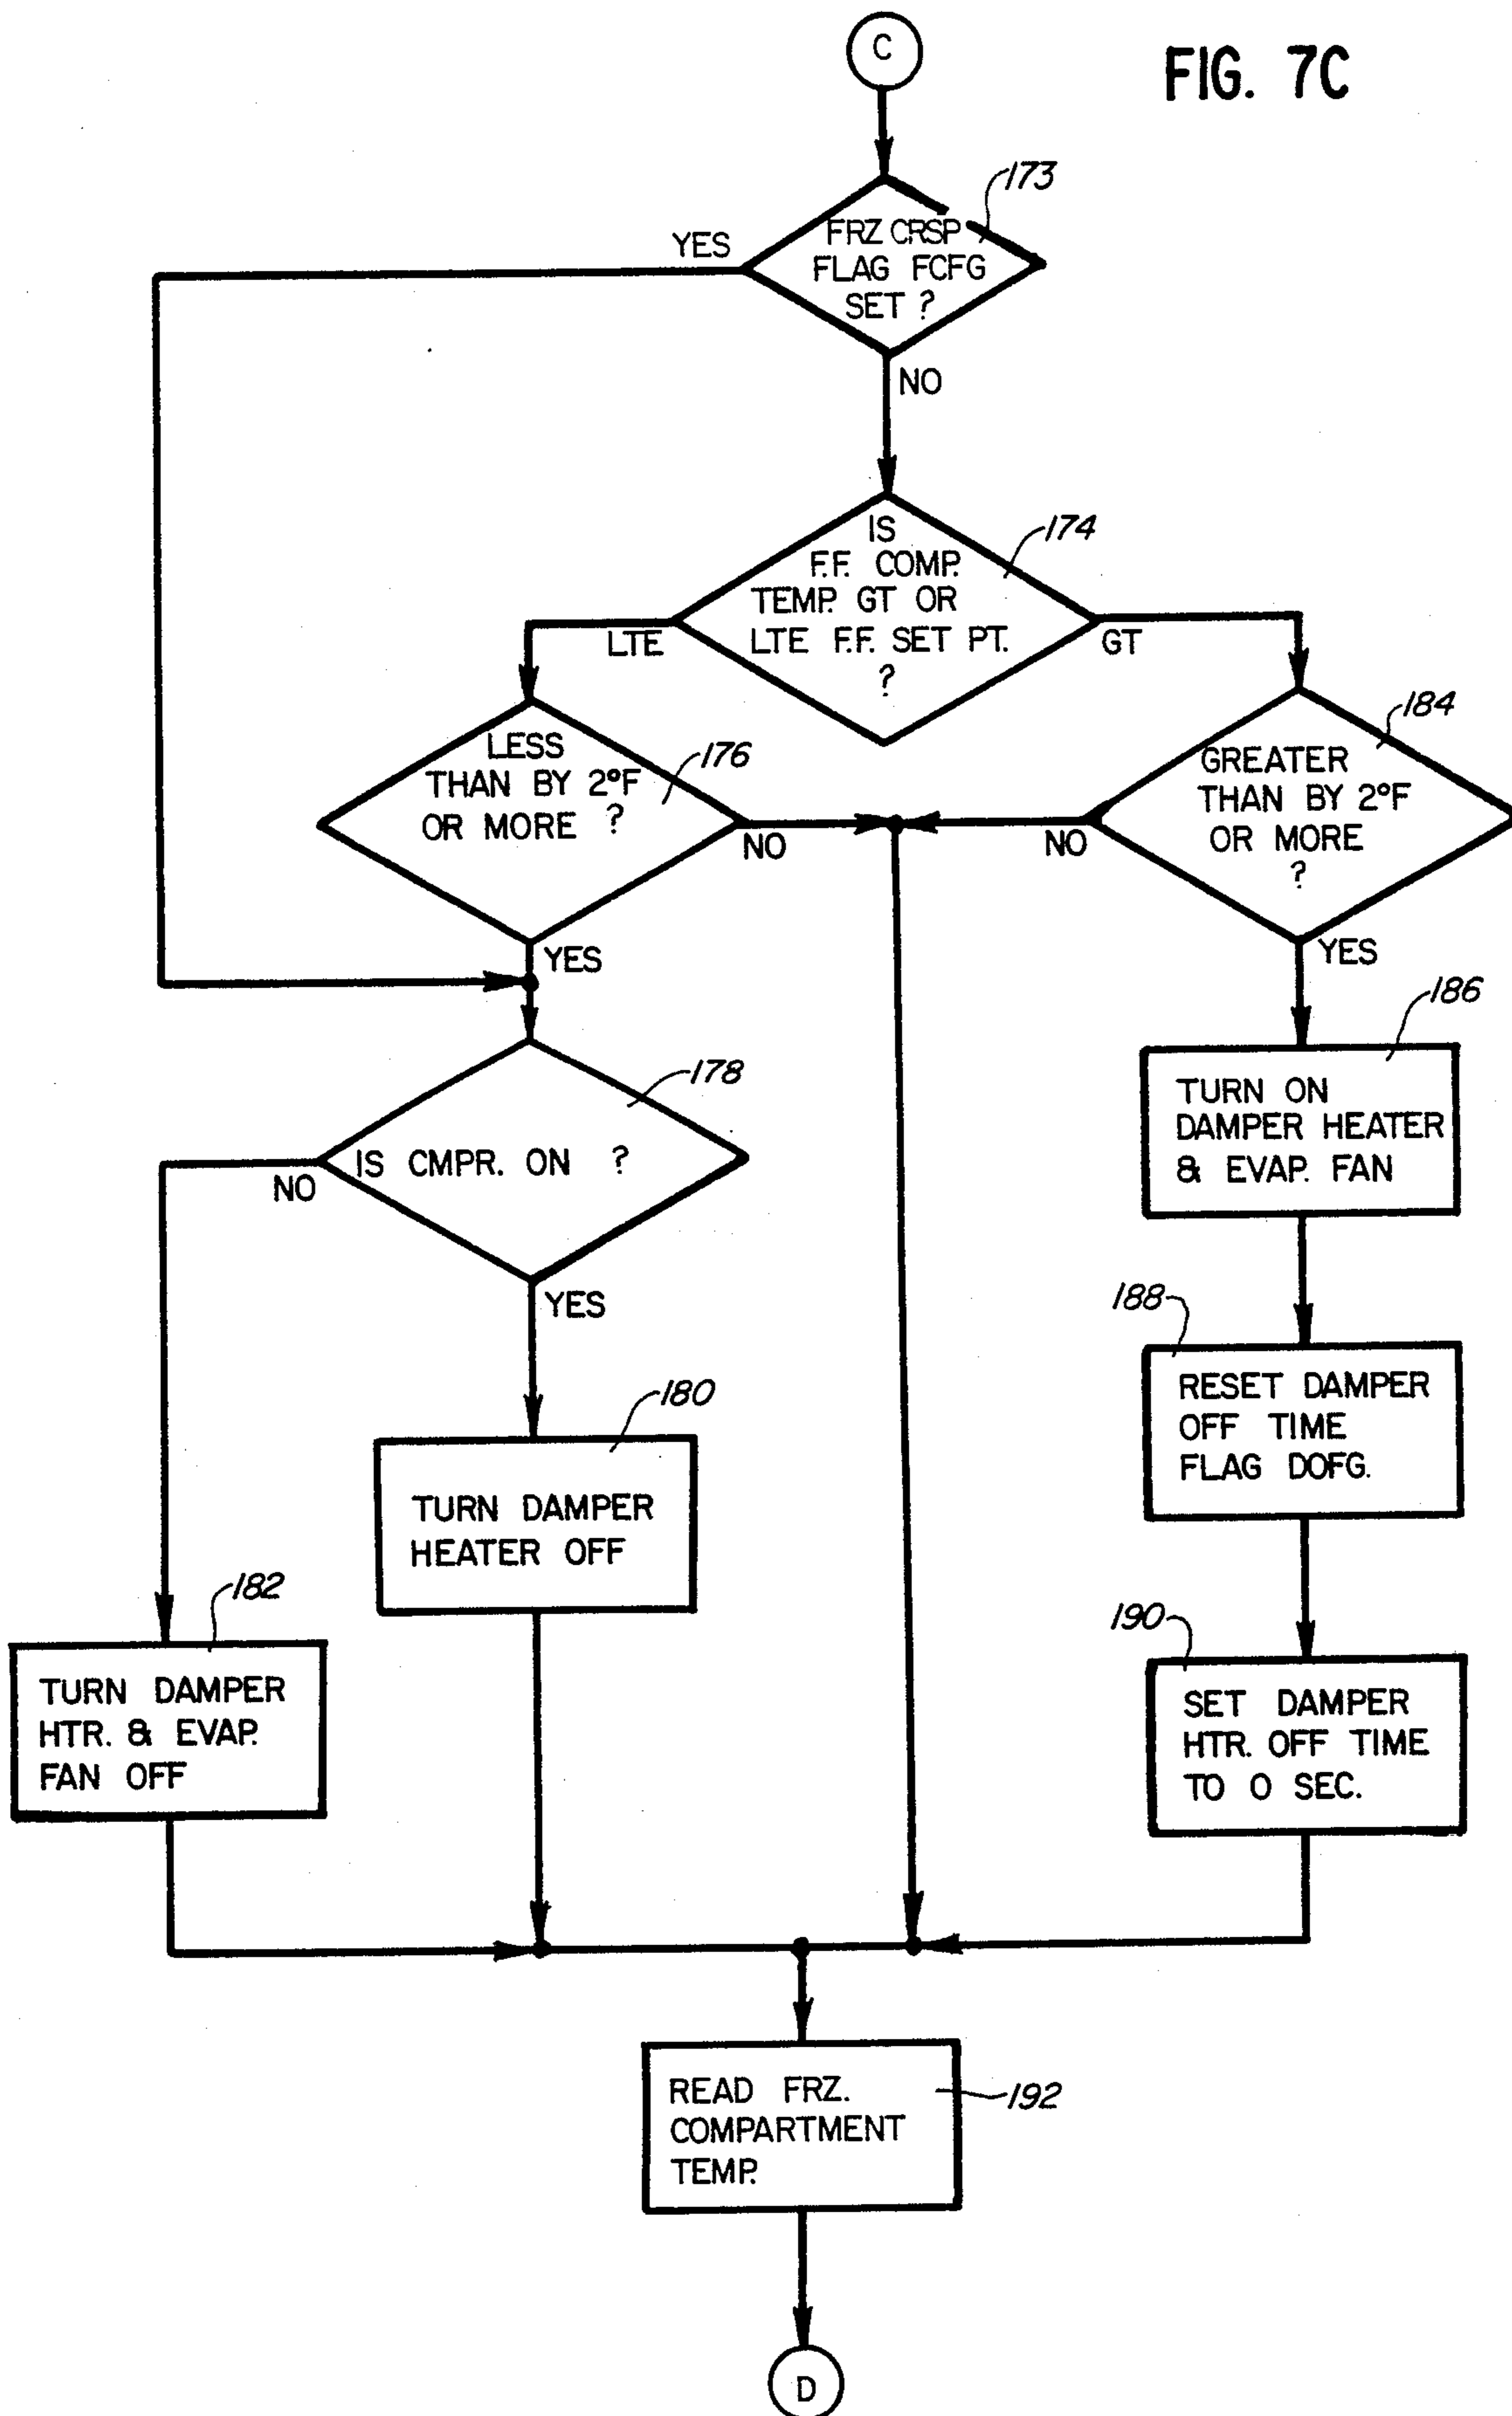 C
FIG. 7C
173
FRZ CRSP
FLAG FCFG
SET ?
YES
NO
174
IS
F.F. COMP.
TEMP. GT OR
LTE F.F. SET PT.
?
LTE
GT
176
LESS
THAN BY 2°F
OR MORE ?
NO
YES
184
GREATER
THAN BY 2°F
OR MORE
?
NO
YES
186
TURN ON
DAMPER HEATER
& EVAP. FAN
178
IS CMPR. ON ?
NO
YES
188
RESET DAMPER
OFF TIME
FLAG DOFG.
180
TURN DAMPER
HEATER OFF
182
TURN DAMPER
HTR. & EVAP.
FAN OFF
190
SET DAMPER
HTR. OFF TIME
TO 0 SEC.
192
READ FRZ.
COMPARTMENT
TEMP.
D